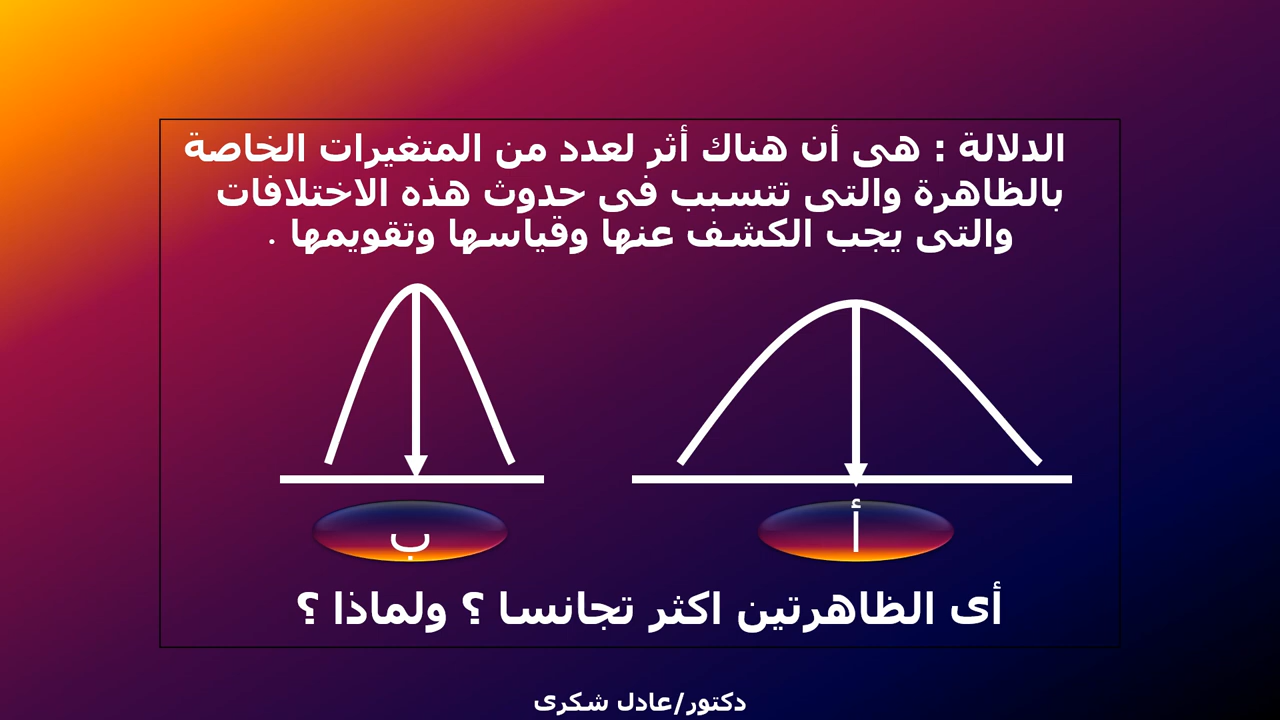 الدلالة : هى أن هناك أثر لعدد من المتغيرات الخاصة
بالظاهرة والتى تتسبب فى حدوث هذه الاختلافات
والتى يجب الكشف عنها وقياسها وتقويمها .
أ
ب
أى الظاهرتين اكثر تجانسا ؟ ولماذا ؟
دكتور/عادل شكرى